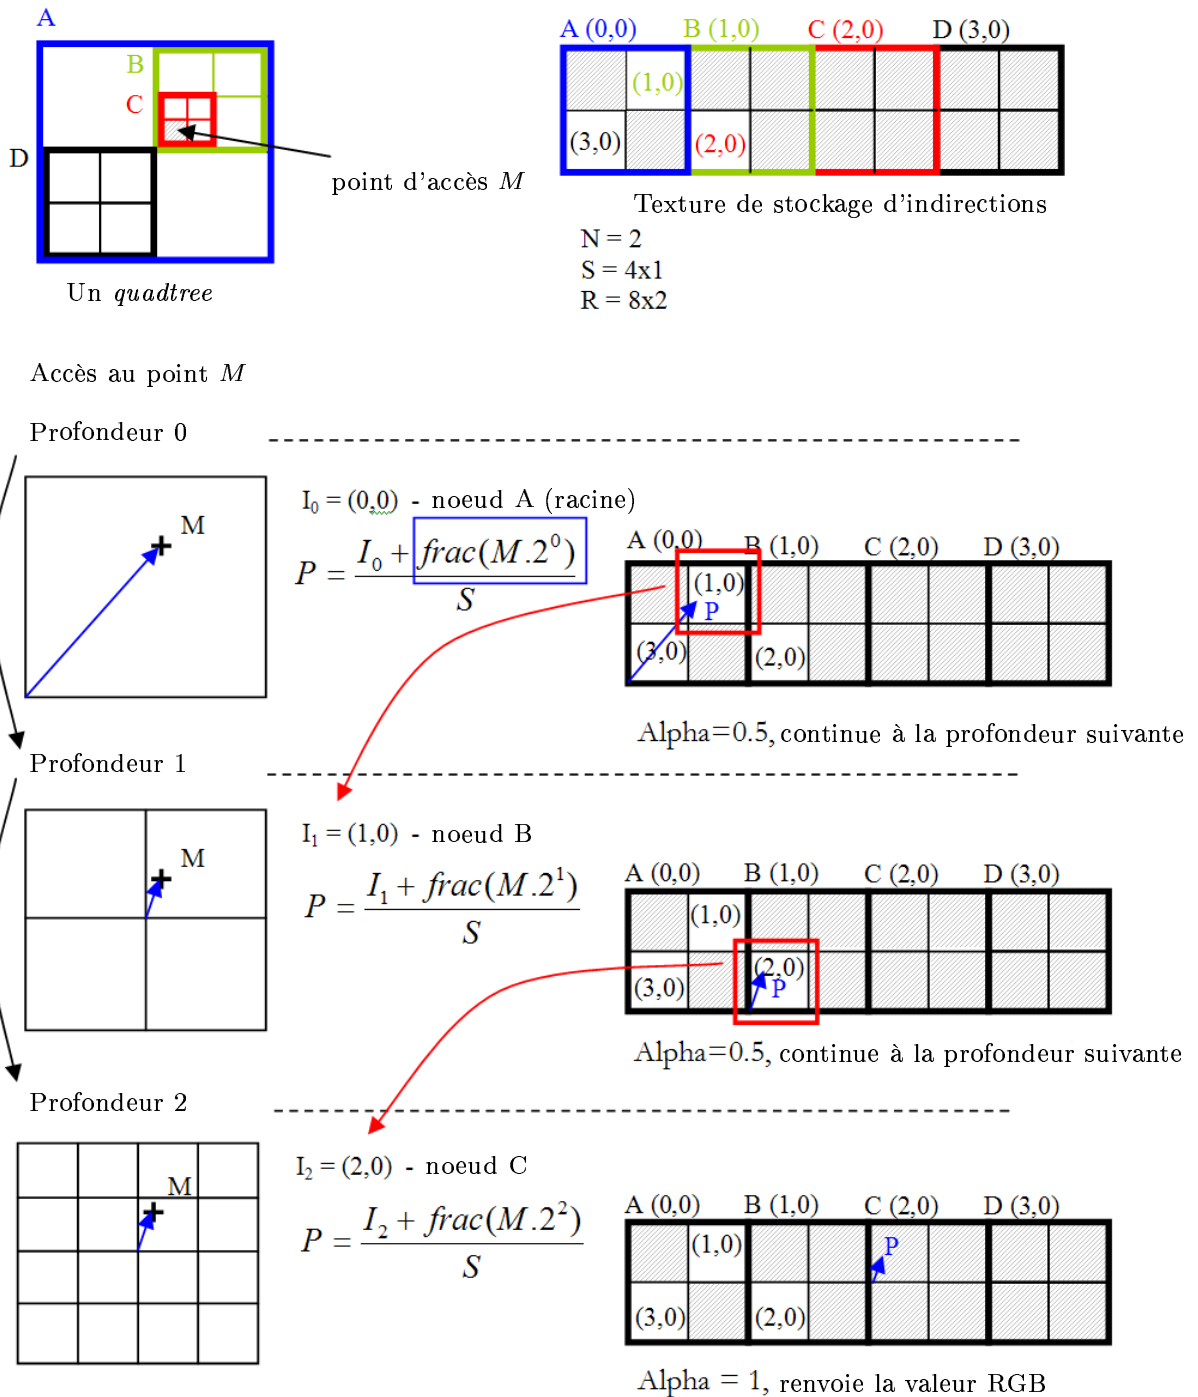 A
B
C
D
point d'accès M
Un quadtree
A (0,0) B (1,0) C (2,0) D (3,0)
(1,0)
(3,0) (2,0)
Texture de stockage d'indirections
N = 2
S = 4x1
R = 8x2
Accès au point M
Profondeur 0
M
I₀ = (0,0) - noeud A (racine)
P = (I₀ + frac(M.2⁰)) / S
A (0,0) B (1,0) C (2,0) D (3,0)
(1,0)
P
(3,0) (2,0)
Alpha=0.5, continue à la profondeur suivante
Profondeur 1
M
I₁ = (1,0) - noeud B
P = (I₁ + frac(M.2¹)) / S
A (0,0) B (1,0) C (2,0) D (3,0)
(1,0)
(3,0) (2,0)
P
Alpha=0.5, continue à la profondeur suivante
Profondeur 2
M
I₂ = (2,0) - noeud C
P = (I₂ + frac(M.2²)) / S
A (0,0) B (1,0) C (2,0) D (3,0)
(1,0) P
(3,0) (2,0)
Alpha = 1, renvoie la valeur RGB